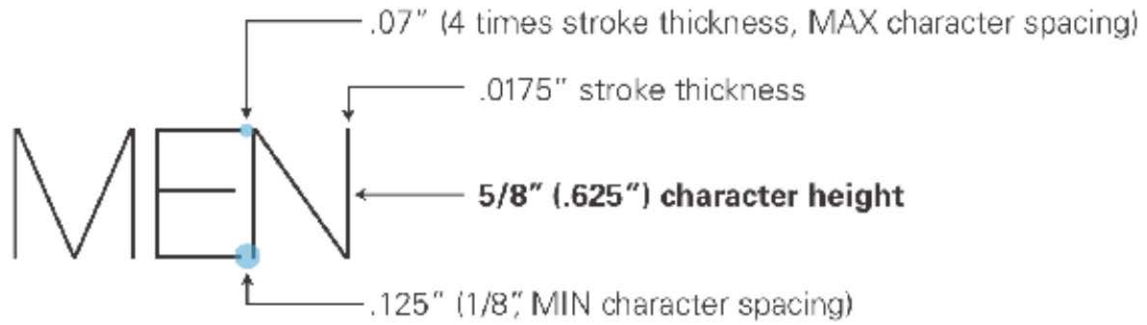 .07" (4 times stroke thickness, MAX character spacing)
.0175" stroke thickness
MEN
5/8" (.625") character height
.125" (1/8", MIN character spacing)